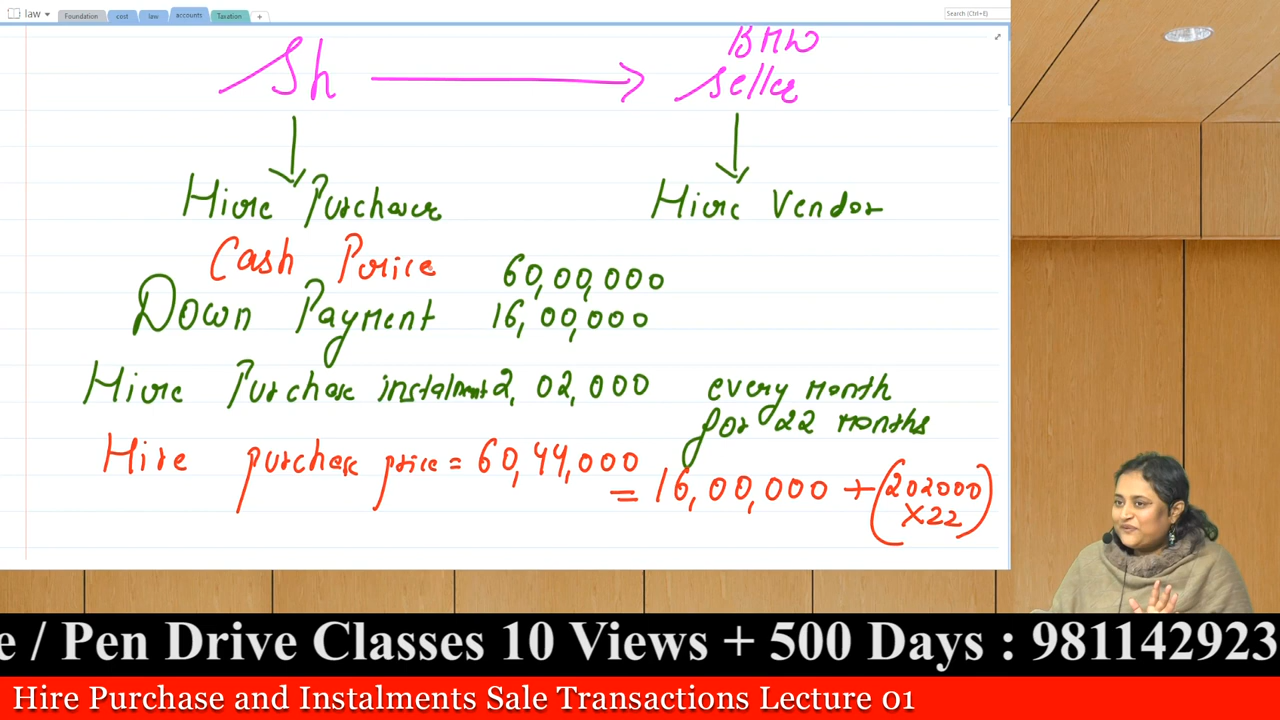 law
Foundation cost law accounts Taxation +
Search (Ctrl+E)
Sh BMW
seller
Hire Purchaser Hire Vendor
Cash Price 60,00,000
Down Payment 16,00,000
Hire Purchase instalment 2,02,000 every month
for 22 months
Hire purchase price = 60,44,000
= 16,00,000 + (202000
×22)
e / Pen Drive Classes 10 Views + 500 Days : 981142923
Hire Purchase and Instalments Sale Transactions Lecture 01